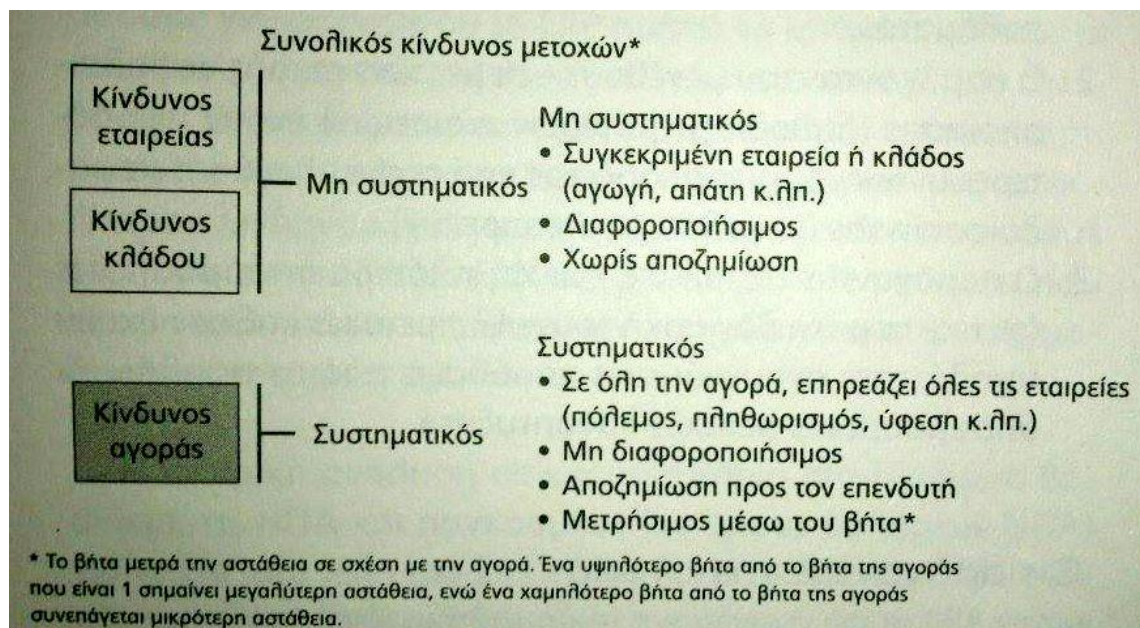 Συνολικός κίνδυνος μετοχών*
Κίνδυνος
εταιρείας
Κίνδυνος
κλάδου
Μη συστηματικός
Μη συστηματικός
• Συγκεκριμένη εταιρεία ή κλάδος
(αγωγή, απάτη κ.λπ.)
• Διαφοροποιήσιμος
• Χωρίς αποζημίωση
Κίνδυνος
αγοράς
Συστηματικός
Συστηματικός
• Σε όλη την αγορά, επηρεάζει όλες τις εταιρείες
(πόλεμος, πληθωρισμός, ύφεση κ.λπ.)
• Μη διαφοροποιήσιμος
• Αποζημίωση προς τον επενδυτή
• Μετρήσιμος μέσω του βήτα*
* Το βήτα μετρά την αστάθεια σε σχέση με την αγορά. Ένα υψηλότερο βήτα από το βήτα της αγοράς
που είναι 1 σημαίνει μεγαλύτερη αστάθεια, ενώ ένα χαμηλότερο βήτα από το βήτα της αγοράς
συνεπάγεται μικρότερη αστάθεια.